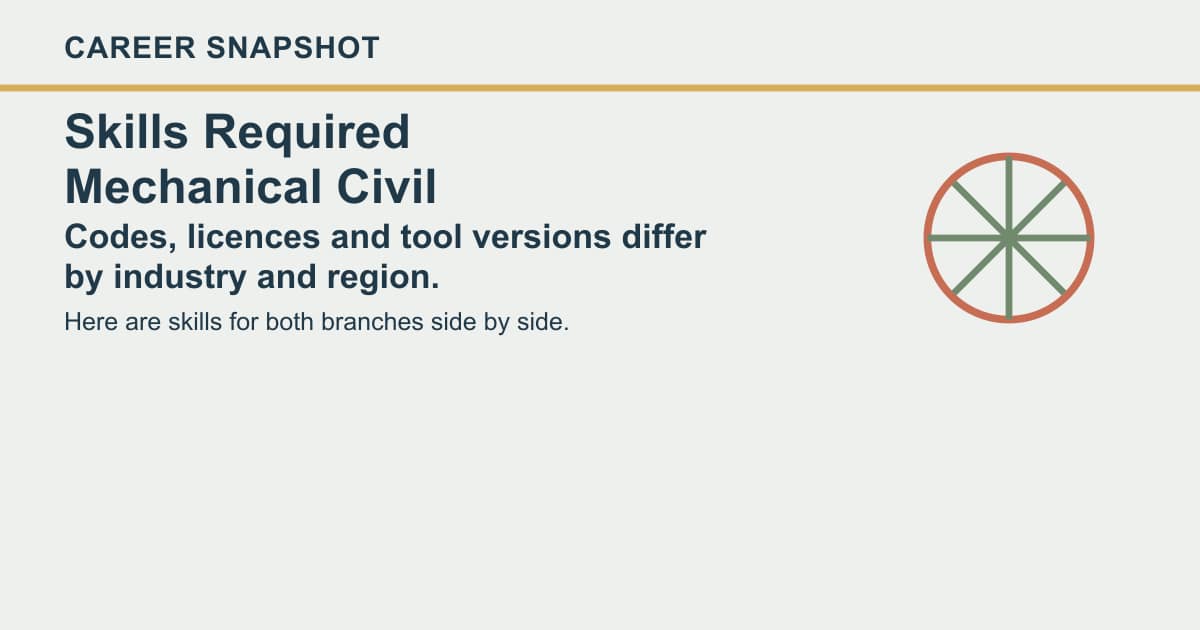 CAREER SNAPSHOT
Skills Required
Mechanical Civil
Codes, licences and tool versions differ
by industry and region.
Here are skills for both branches side by side.